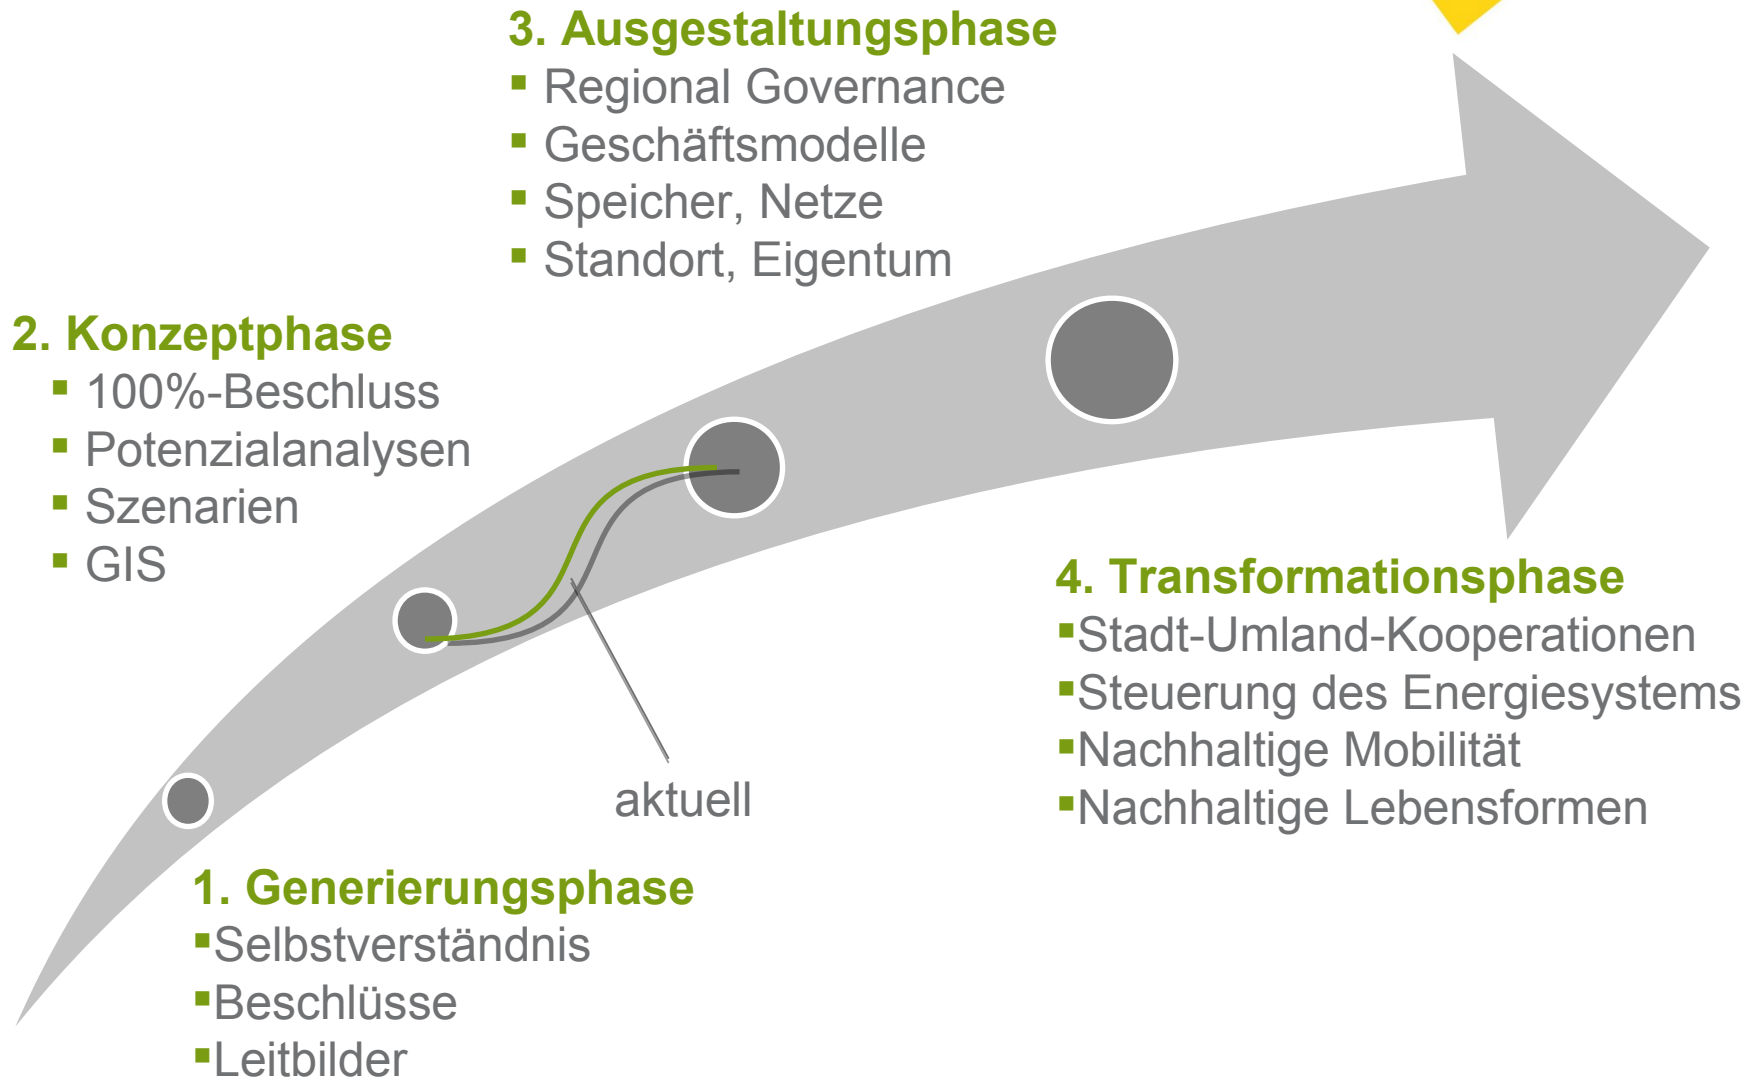 3. Ausgestaltungsphase
▪ Regional Governance
▪ Geschäftsmodelle
▪ Speicher, Netze
▪ Standort, Eigentum
2. Konzeptphase
▪ 100%-Beschluss
▪ Potenzialanalysen
▪ Szenarien
▪ GIS
4. Transformationsphase
▪Stadt-Umland-Kooperationen
▪Steuerung des Energiesystems
▪Nachhaltige Mobilität
▪Nachhaltige Lebensformen
aktuell
1. Generierungsphase
▪Selbstverständnis
▪Beschlüsse
▪Leitbilder